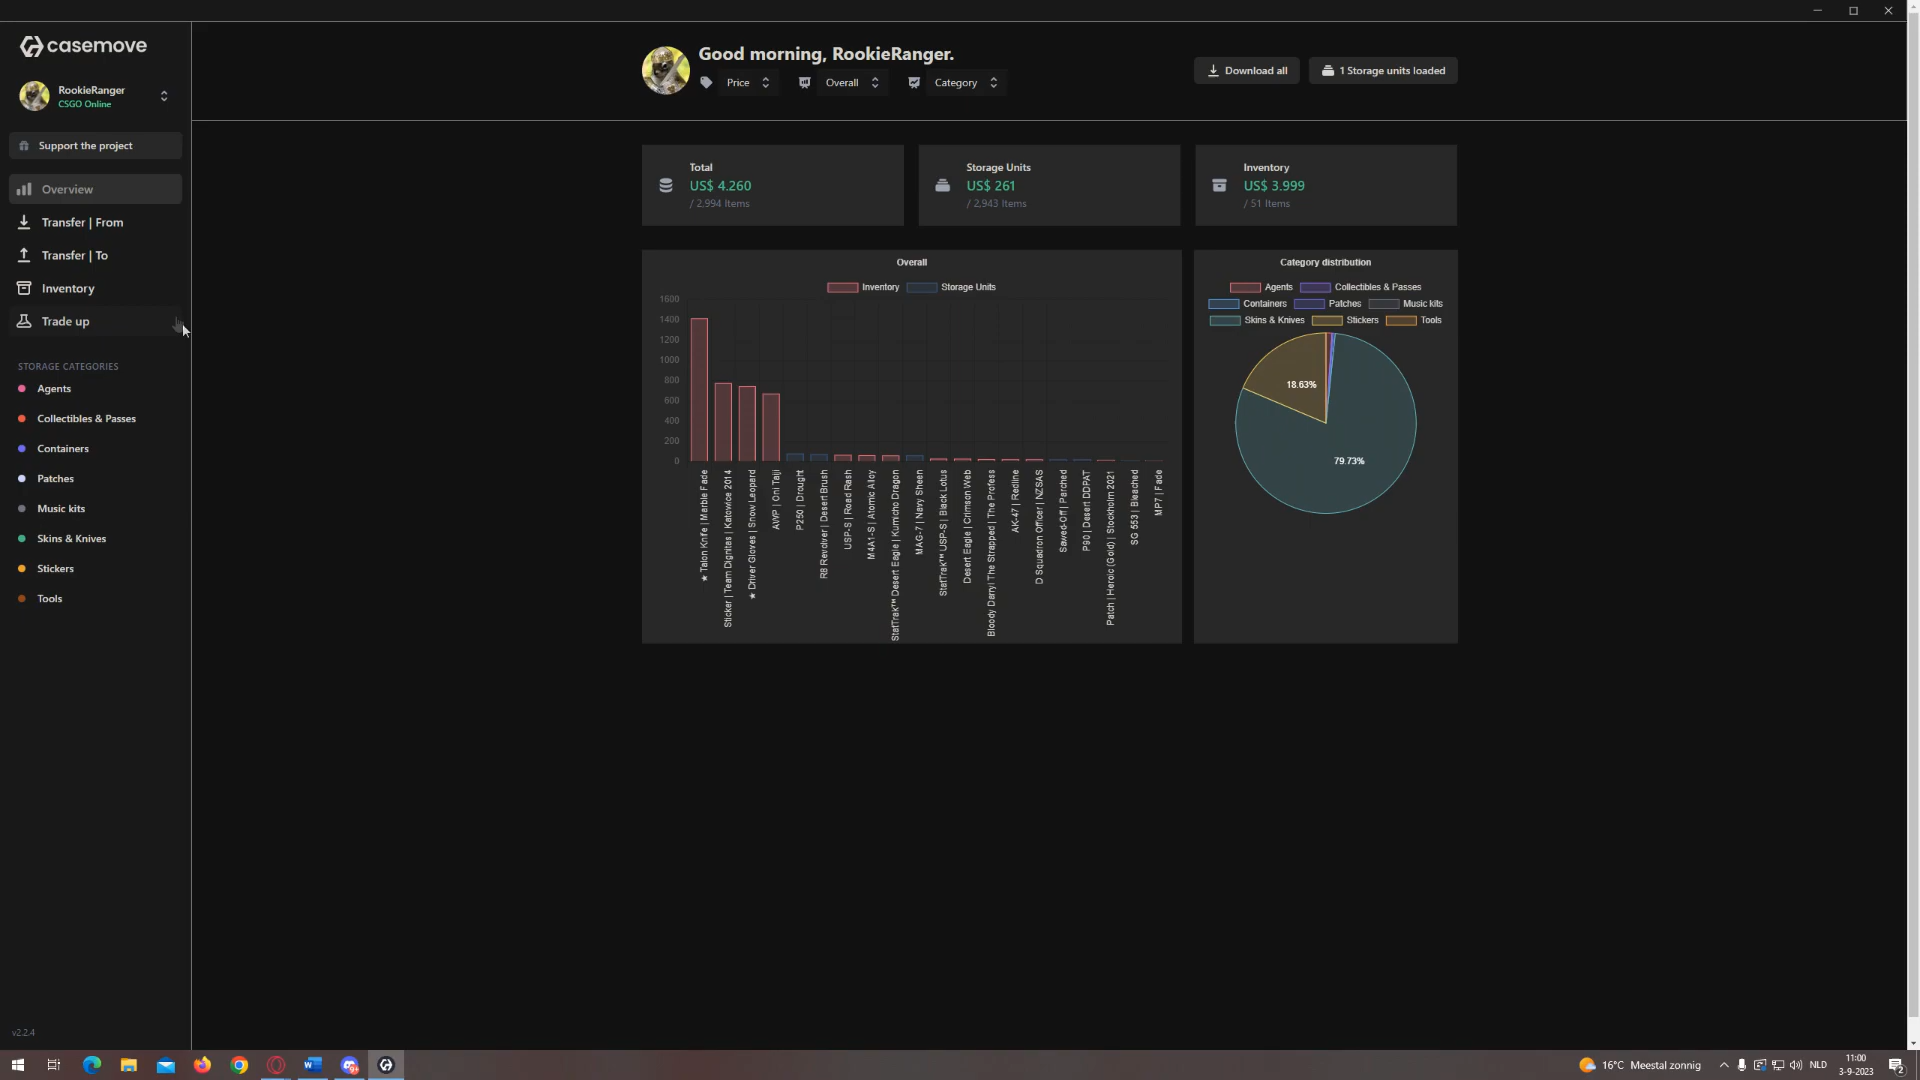 casemove
RookieRanger
CSGO Online
Support the project
Overview
Transfer | From
Transfer | To
Inventory
Trade up
STORAGE CATEGORIES
Agents
Collectibles & Passes
Containers
Patches
Music kits
Skins & Knives
Stickers
Tools
v2.2.4
Good morning, RookieRanger.
Price
Overall
Category
Download all
1 Storage units loaded
Total
US$ 4.260
/ 2,994 Items
Storage Units
US$ 261
/ 2,943 Items
Inventory
US$ 3.999
/ 51 Items
Overall
Inventory
Storage Units
1600
1400
1200
1000
800
600
400
200
0
★ Talon Knife | Marble Fade
Sticker | Team Dignitas | Katowice 2014
★ Driver Gloves | Snow Leopard
AWP | Oni Taiji
P250 | Drought
R8 Revolver | Desert Brush
USP-S | Road Rash
M4A1-S | Atomic Alloy
StatTrak™ Desert Eagle | Kumicho Dragon
MAG-7 | Navy Sheen
StatTrak™ USP-S | Black Lotus
Desert Eagle | Crimson Web
Bloody Darryl The Strapped | The Profess
AK-47 | Redline
D Squadron Officer | NZSAS
Sawed-Off | Parched
P90 | Desert DDPAT
Patch | Heroic (Gold) | Stockholm 2021
SG 553 | Bleached
MP7 | Fade
Category distribution
Agents
Collectibles & Passes
Containers
Patches
Music kits
Skins & Knives
Stickers
Tools
18.63%
79.73%
16°C Meestal zonnig
NLD
11:00
3-9-2023
2